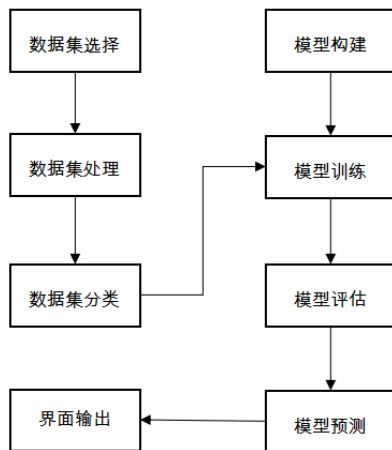 数据集选择
数据集处理
数据集分类
模型构建
模型训练
模型评估
模型预测
界面输出